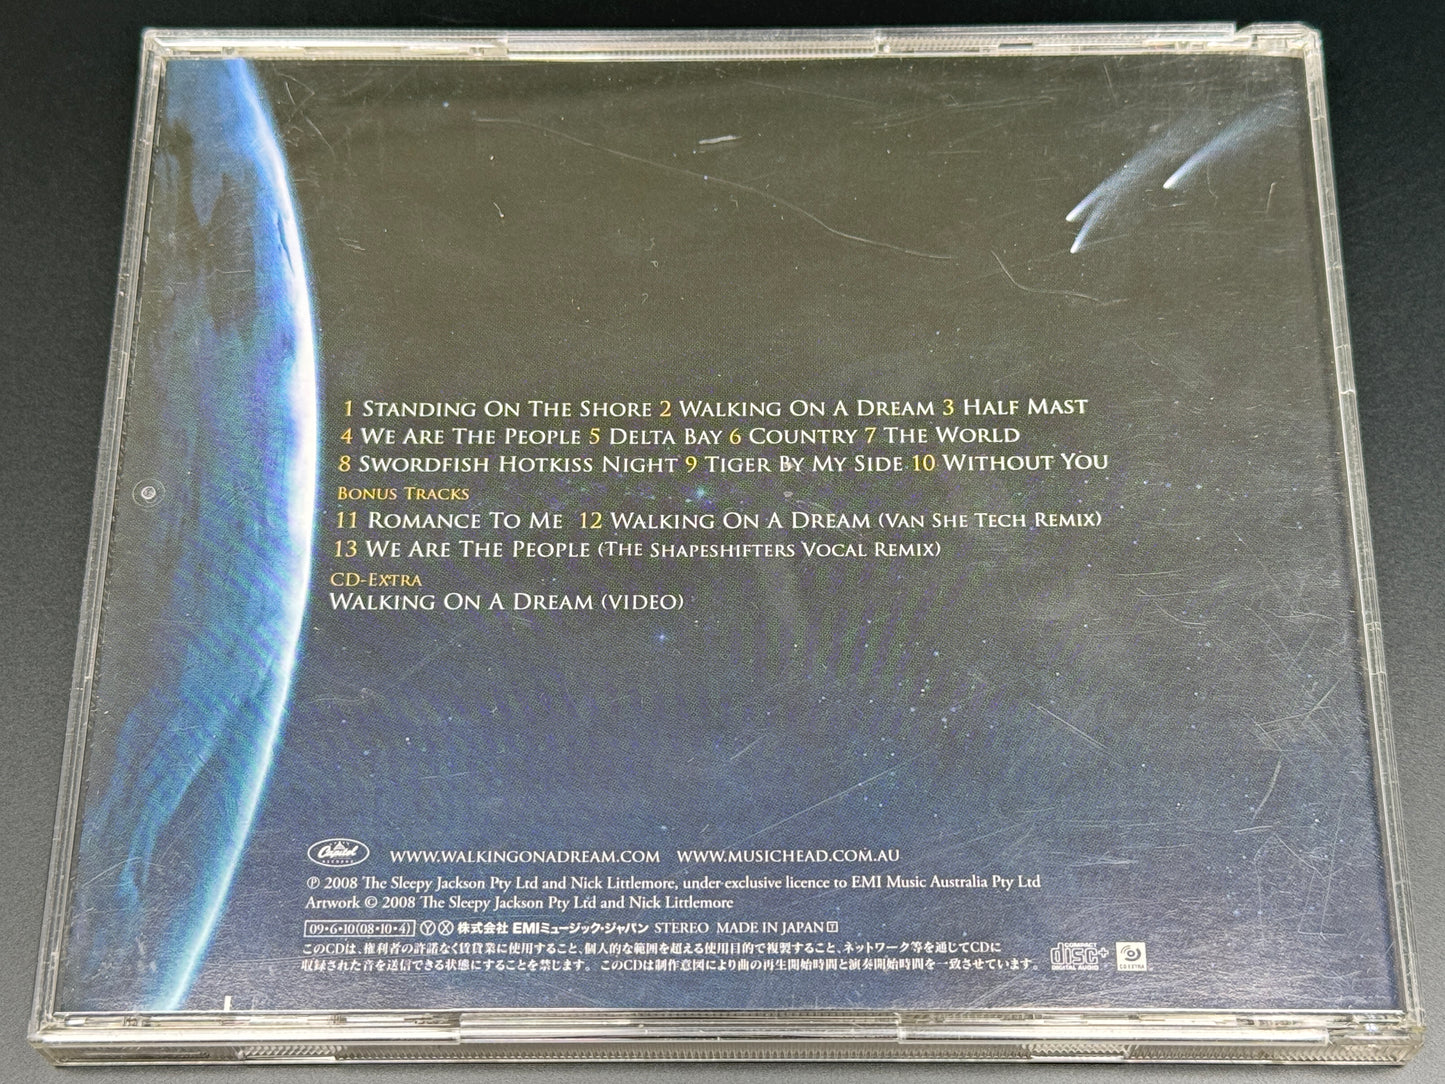 1 Standing On The Shore 2 Walking On A Dream 3 Half Mast
4 We Are The People 5 Delta Bay 6 Country 7 The World
8 Swordfish Hotkiss Night 9 Tiger By My Side 10 Without You
Bonus Tracks
11 Romance To Me 12 Walking On A Dream (Van She Tech Remix)
13 We Are The People (The Shapeshifters Vocal Remix)
CD-Extra
Walking On A Dream (video)
Capitol RECORDS WWW.WALKINGONADREAM.COM WWW.MUSICHEAD.COM.AU
℗ 2008 The Sleepy Jackson Pty Ltd and Nick Littlemore, under exclusive licence to EMI Music Australia Pty Ltd
Artwork © 2008 The Sleepy Jackson Pty Ltd and Nick Littlemore
09・6・10(08・10・4) Ⓨ Ⓧ 株式会社 EMIミュージック・ジャパン STEREO MADE IN JAPAN T
このCDは、権利者の許諾なく賃貸業に使用すること、個人的な範囲を超える使用目的で複製すること、ネットワーク等を通じてCDに
収録された音を送信できる状態にすることを禁じます。 このCDは制作意図により曲の再生開始時間と演奏開始時間を一致させています。
COMPACT disc+ DIGITAL AUDIO CD EXTRA